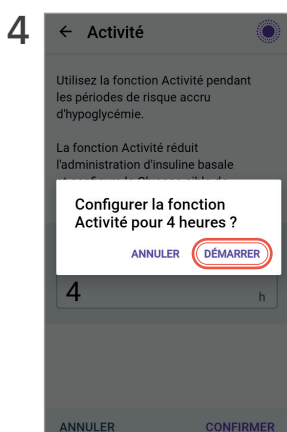 4
Activité
Utilisez la fonction Activité pendant
les périodes de risque accru
d'hypoglycémie.
La fonction Activité réduit
l'administration d'insuline basale
Configurer la fonction
Activité pour 4 heures ?
ANNULER DÉMARRER
4 h
ANNULER CONFIRMER